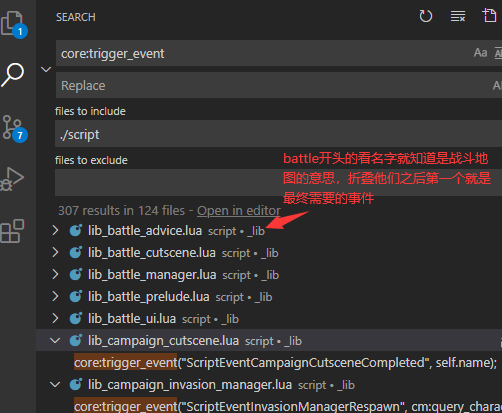 SEARCH
core:trigger_event
Aa
Replace
files to include
./script
files to exclude
battle开头的看名字就知道是战斗地
图的意思，折叠他们之后第一个就是
最终需要的事件
307 results in 124 files - Open in editor
lib_battle_advice.lua script • _lib
lib_battle_cutscene.lua script • _lib
lib_battle_manager.lua script • _lib
lib_battle_prelude.lua script • _lib
lib_battle_ui.lua script • _lib
lib_campaign_cutscene.lua script • _lib
core:trigger_event("ScriptEventCampaignCutsceneCompleted", self.name);
lib_campaign_invasion_manager.lua script • _lib
core:trigger_event("ScriptEventInvasionManagerRespawn", cm:query_chara
1
7